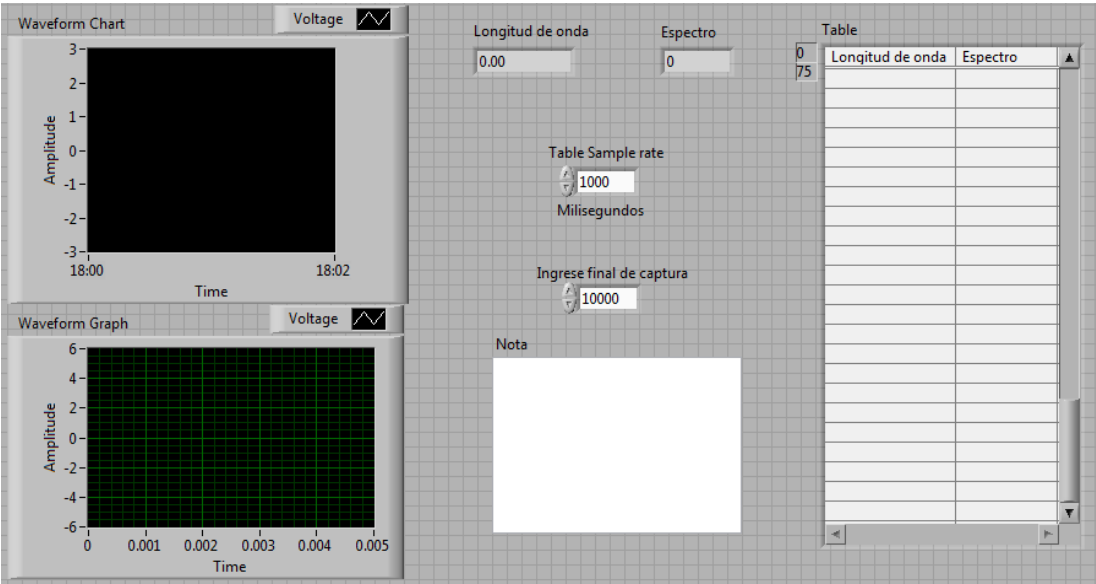 Waveform Chart
Voltage
3
2
1
0
-1
-2
-3
Amplitude
18:00
18:02
Time
Waveform Graph
Voltage
6
4
2
0
-2
-4
-6
Amplitude
0
0.001
0.002
0.003
0.004
0.005
Time
Longitud de onda
0.00
Espectro
0
Table Sample rate
1000
Milisegundos
Ingrese final de captura
10000
Nota
Table
0
75
Longitud de onda
Espectro